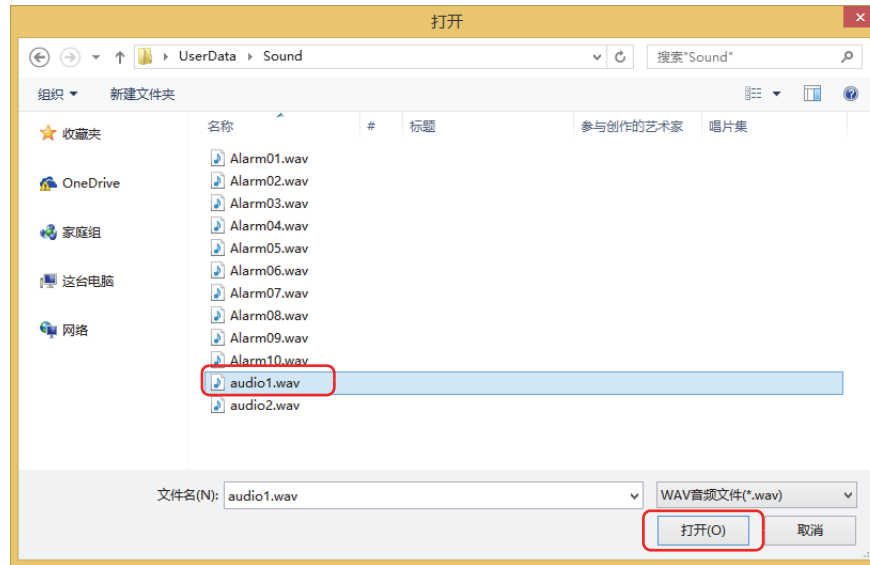 打开
UserData Sound
搜索"Sound"
组织 新建文件夹
名称 # 标题 参与创作的艺术家 唱片集
收藏夹
OneDrive
家庭组
这台电脑
网络
Alarm01.wav
Alarm02.wav
Alarm03.wav
Alarm04.wav
Alarm05.wav
Alarm06.wav
Alarm07.wav
Alarm08.wav
Alarm09.wav
Alarm10.wav
audio1.wav
audio2.wav
文件名(N): audio1.wav
WAV音频文件(*.wav)
打开(O) 取消